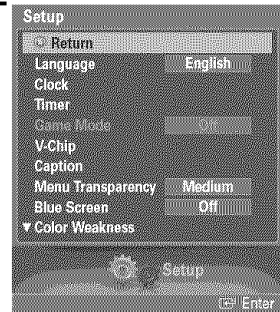 Setup
Return
Language English
Clock
Timer
Game Mode Off
V-Chip
Caption
Menu Transparency Medium
Blue Screen Off
▼ Color Weakness
Setup
Enter